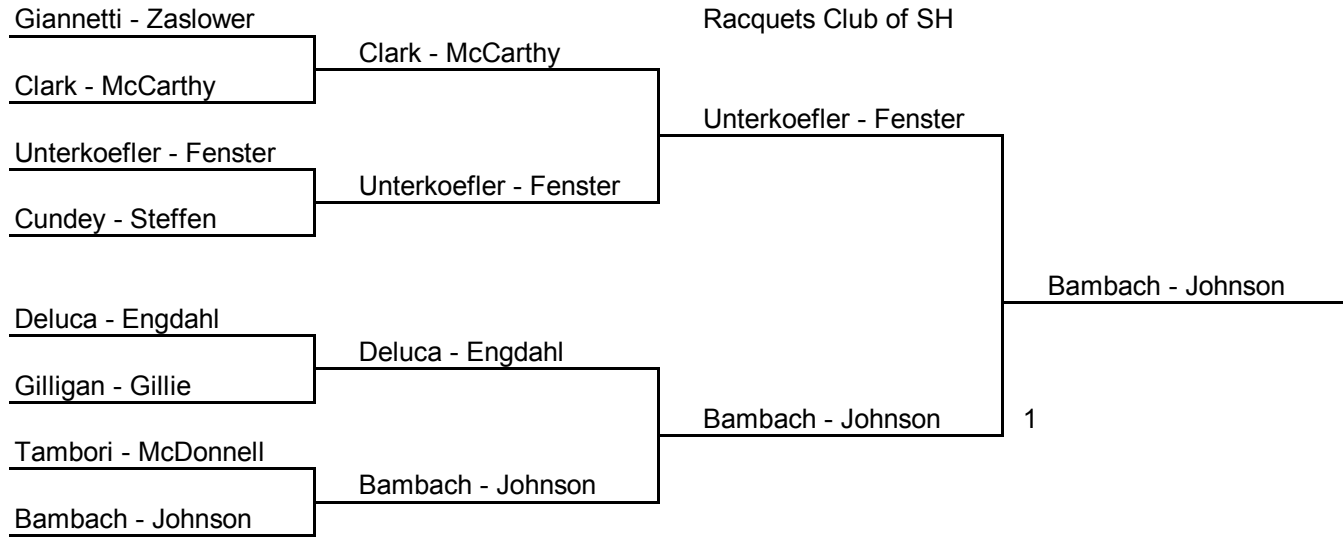 Giannetti - Zaslower
Racquets Club of SH
Clark - McCarthy
Clark - McCarthy
Unterkoefler - Fenster
Unterkoefler - Fenster
Unterkoefler - Fenster
Cundey - Steffen
Bambach - Johnson
Deluca - Engdahl
Deluca - Engdahl
Gilligan - Gillie
Bambach - Johnson
1
Tambori - McDonnell
Bambach - Johnson
Bambach - Johnson